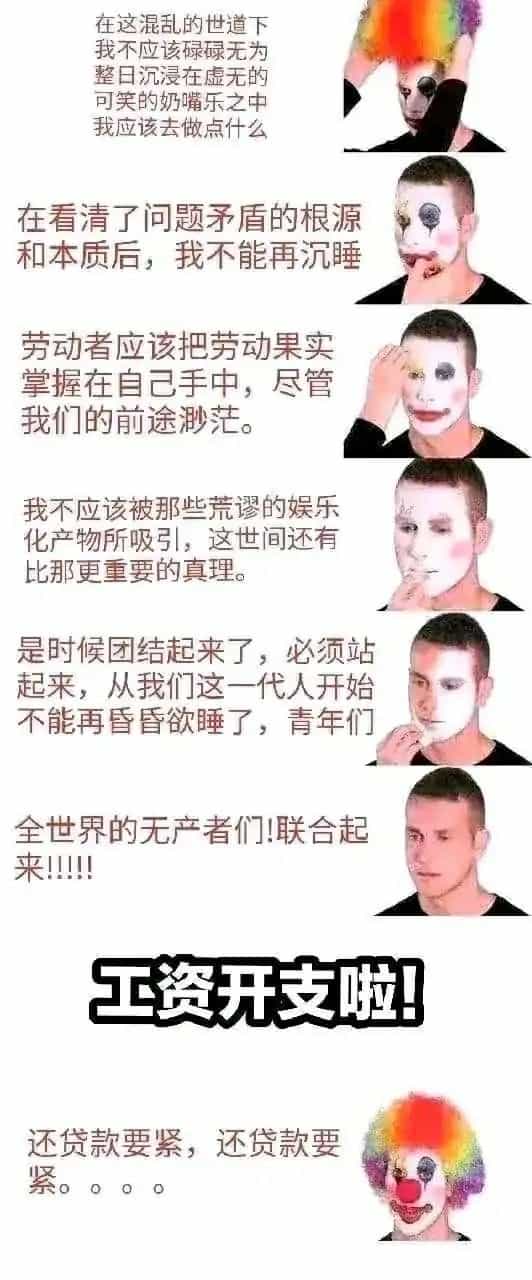 在这混乱的世道下
我不应该碌碌无为
整日沉浸在虚无的
可笑的奶嘴乐之中
我应该去做点什么
在看清了问题矛盾的根源
和本质后，我不能再沉睡
劳动者应该把劳动果实
掌握在自己手中，尽管
我们的前途渺茫。
我不应该被那些荒谬的娱乐
化产物所吸引，这世间还有
比那更重要的真理。
是时候团结起来了，必须站
起来，从我们这一代人开始
不能再昏昏欲睡了，青年们
全世界的无产者们!联合起
来!!!!!
工资开支啦!
还贷款要紧，还贷款要
紧。。。。